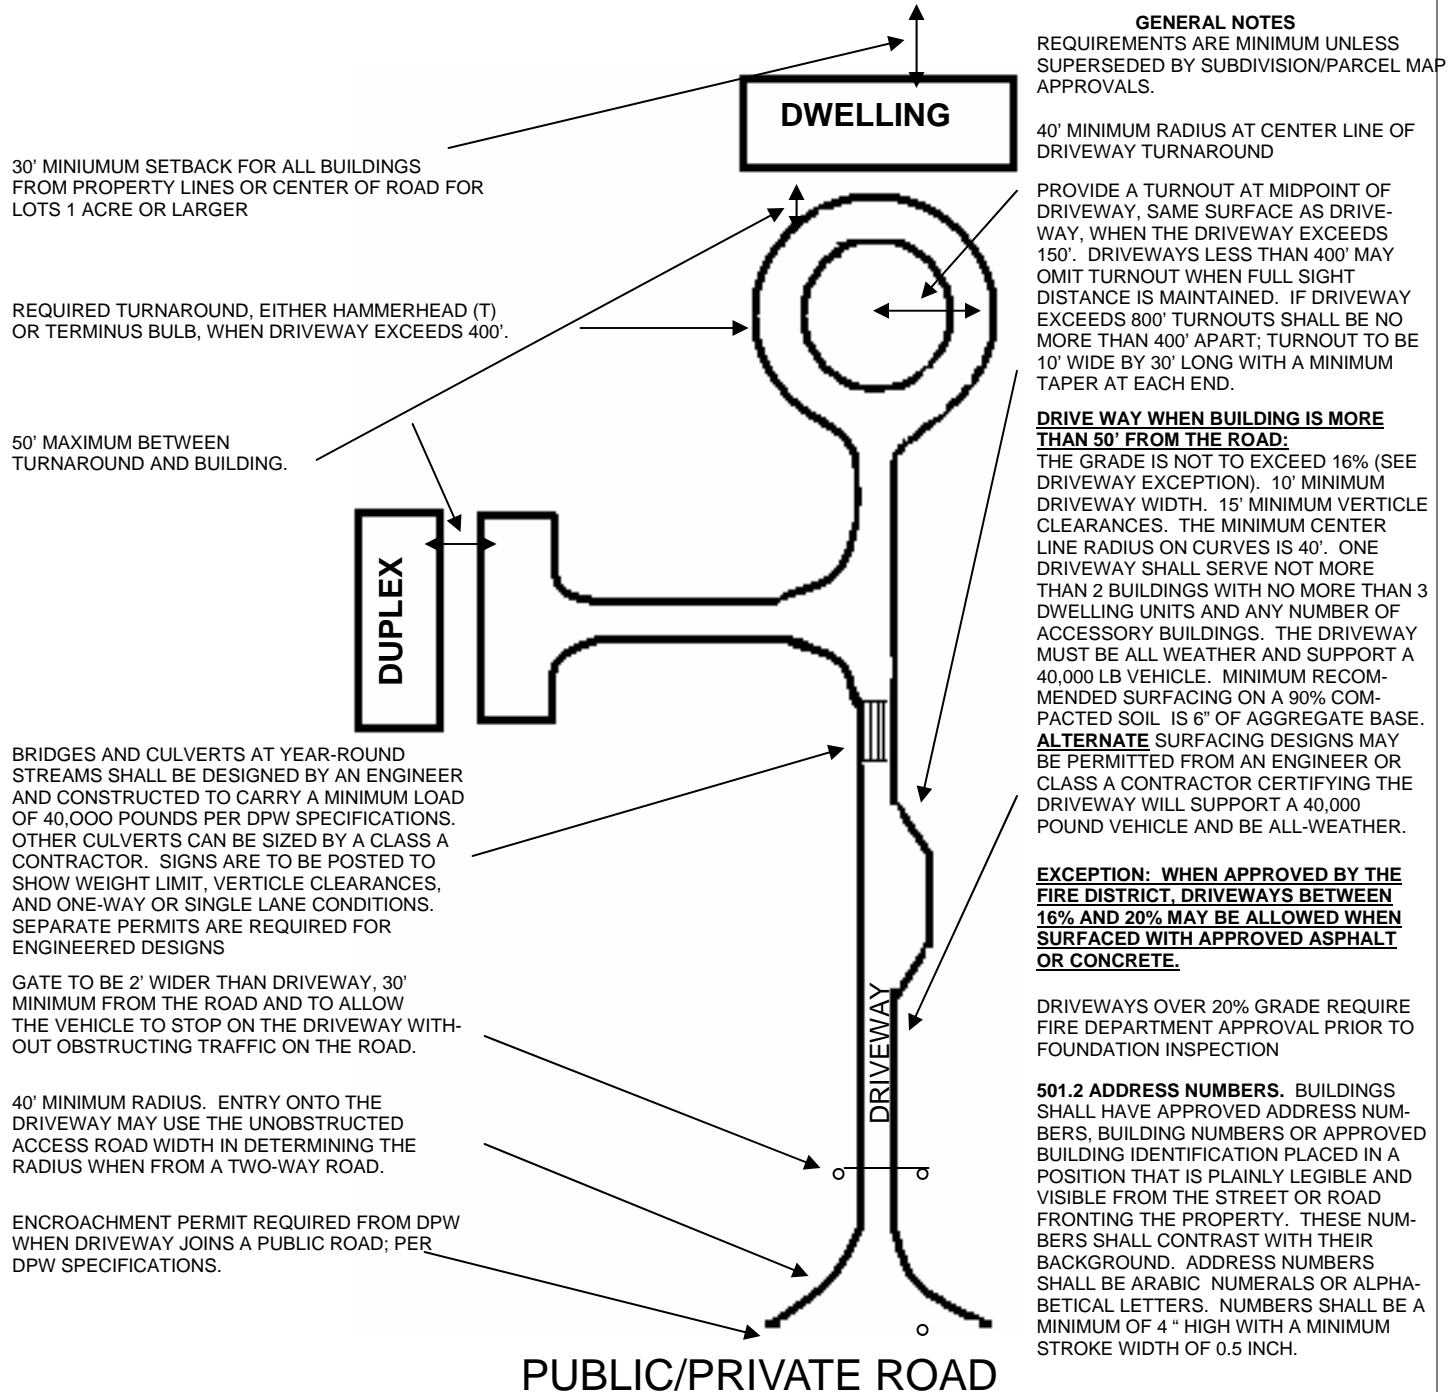 DWELLING
30' MINIUMUM SETBACK FOR ALL BUILDINGS
FROM PROPERTY LINES OR CENTER OF ROAD FOR
LOTS 1 ACRE OR LARGER
REQUIRED TURNAROUND, EITHER HAMMERHEAD (T)
OR TERMINUS BULB, WHEN DRIVEWAY EXCEEDS 400'.
50' MAXIMUM BETWEEN
TURNAROUND AND BUILDING.
DUPLEX
BRIDGES AND CULVERTS AT YEAR-ROUND
STREAMS SHALL BE DESIGNED BY AN ENGINEER
AND CONSTRUCTED TO CARRY A MINIMUM LOAD
OF 40,OOO POUNDS PER DPW SPECIFICATIONS.
OTHER CULVERTS CAN BE SIZED BY A CLASS A
CONTRACTOR. SIGNS ARE TO BE POSTED TO
SHOW WEIGHT LIMIT, VERTICLE CLEARANCES,
AND ONE-WAY OR SINGLE LANE CONDITIONS.
SEPARATE PERMITS ARE REQUIRED FOR
ENGINEERED DESIGNS
GATE TO BE 2' WIDER THAN DRIVEWAY, 30'
MINIMUM FROM THE ROAD AND TO ALLOW
THE VEHICLE TO STOP ON THE DRIVEWAY WITH-
OUT OBSTRUCTING TRAFFIC ON THE ROAD.
40' MINIMUM RADIUS. ENTRY ONTO THE
DRIVEWAY MAY USE THE UNOBSTRUCTED
ACCESS ROAD WIDTH IN DETERMINING THE
RADIUS WHEN FROM A TWO-WAY ROAD.
ENCROACHMENT PERMIT REQUIRED FROM DPW
WHEN DRIVEWAY JOINS A PUBLIC ROAD; PER
DPW SPECIFICATIONS.
DRIVEWAY
PUBLIC/PRIVATE ROAD
GENERAL NOTES
REQUIREMENTS ARE MINIMUM UNLESS
SUPERSEDED BY SUBDIVISION/PARCEL MAP
APPROVALS.
40' MINIMUM RADIUS AT CENTER LINE OF
DRIVEWAY TURNAROUND
PROVIDE A TURNOUT AT MIDPOINT OF
DRIVEWAY, SAME SURFACE AS DRIVE-
WAY, WHEN THE DRIVEWAY EXCEEDS
150'. DRIVEWAYS LESS THAN 400' MAY
OMIT TURNOUT WHEN FULL SIGHT
DISTANCE IS MAINTAINED. IF DRIVEWAY
EXCEEDS 800' TURNOUTS SHALL BE NO
MORE THAN 400' APART; TURNOUT TO BE
10' WIDE BY 30' LONG WITH A MINIMUM
TAPER AT EACH END.
DRIVE WAY WHEN BUILDING IS MORE
THAN 50' FROM THE ROAD:
THE GRADE IS NOT TO EXCEED 16% (SEE
DRIVEWAY EXCEPTION). 10' MINIMUM
DRIVEWAY WIDTH. 15' MINIMUM VERTICLE
CLEARANCES. THE MINIMUM CENTER
LINE RADIUS ON CURVES IS 40'. ONE
DRIVEWAY SHALL SERVE NOT MORE
THAN 2 BUILDINGS WITH NO MORE THAN 3
DWELLING UNITS AND ANY NUMBER OF
ACCESSORY BUILDINGS. THE DRIVEWAY
MUST BE ALL WEATHER AND SUPPORT A
40,000 LB VEHICLE. MINIMUM RECOM-
MENDED SURFACING ON A 90% COM-
PACTED SOIL IS 6" OF AGGREGATE BASE.
ALTERNATE SURFACING DESIGNS MAY
BE PERMITTED FROM AN ENGINEER OR
CLASS A CONTRACTOR CERTIFYING THE
DRIVEWAY WILL SUPPORT A 40,000
POUND VEHICLE AND BE ALL-WEATHER.
EXCEPTION: WHEN APPROVED BY THE
FIRE DISTRICT, DRIVEWAYS BETWEEN
16% AND 20% MAY BE ALLOWED WHEN
SURFACED WITH APPROVED ASPHALT
OR CONCRETE.
DRIVEWAYS OVER 20% GRADE REQUIRE
FIRE DEPARTMENT APPROVAL PRIOR TO
FOUNDATION INSPECTION
501.2 ADDRESS NUMBERS. BUILDINGS
SHALL HAVE APPROVED ADDRESS NUM-
BERS, BUILDING NUMBERS OR APPROVED
BUILDING IDENTIFICATION PLACED IN A
POSITION THAT IS PLAINLY LEGIBLE AND
VISIBLE FROM THE STREET OR ROAD
FRONTING THE PROPERTY. THESE NUM-
BERS SHALL CONTRAST WITH THEIR
BACKGROUND. ADDRESS NUMBERS
SHALL BE ARABIC NUMERALS OR ALPHA-
BETICAL LETTERS. NUMBERS SHALL BE A
MINIMUM OF 4 " HIGH WITH A MINIMUM
STROKE WIDTH OF 0.5 INCH.